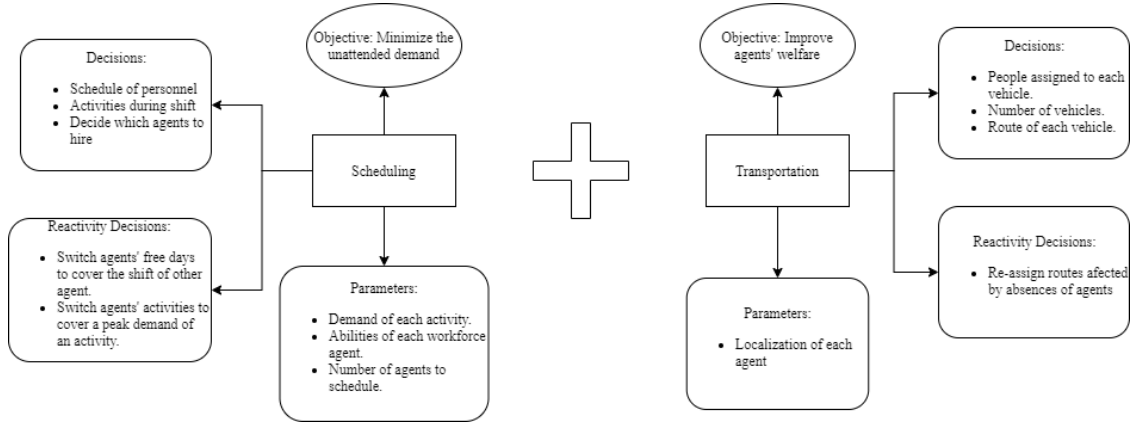 Objective: Minimize the
unattended demand
Decisions:
• Schedule of personnel
• Activities during shift
• Decide which agents to
hire
Scheduling
Reactivity Decisions:
• Switch agents' free days
to cover the shift of other
agent.
• Switch agents' activities to
cover a peak demand of
an activity.
Parameters:
• Demand of each activity.
• Abilities of each workforce
agent.
• Number of agents to
schedule.
Objective: Improve
agents' welfare
Decisions:
• People assigned to each
vehicle.
• Number of vehicles.
• Route of each vehicle.
Transportation
Reactivity Decisions:
• Re-assign routes afected
by absences of agents
Parameters:
• Localization of each
agent